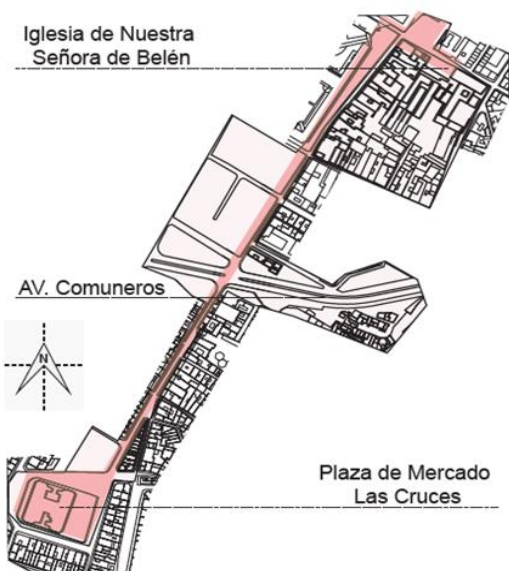 Iglesia de Nuestra
Señora de Belén
AV. Comuneros
N
Plaza de Mercado
Las Cruces